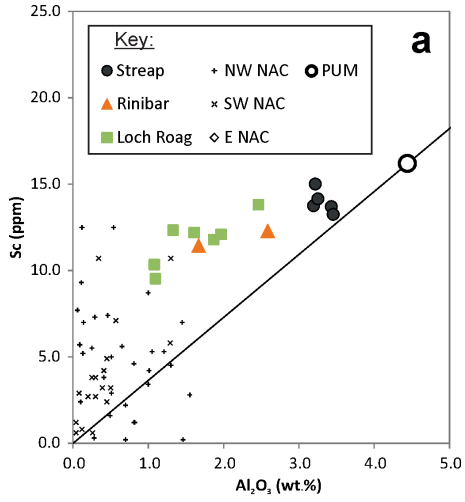 25.0
Key:
a
Streap
NW NAC
PUM
Rinibar
SW NAC
Loch Roag
E NAC
20.0
15.0
10.0
5.0
0.0
Sc (ppm)
0.0 1.0 2.0 3.0 4.0 5.0
Al₂O₃ (wt.%)